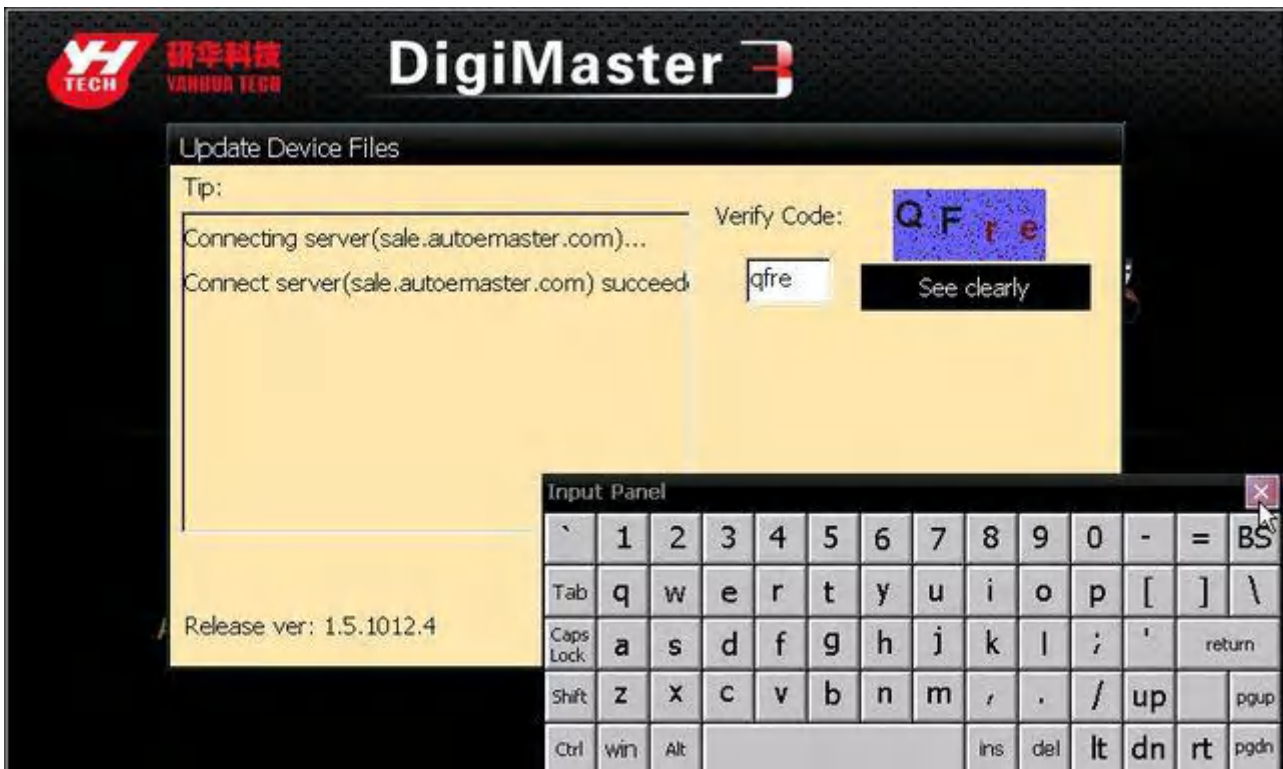 YH
TECH
研华科技
YANHUA TECH
DigiMaster 3
Update Device Files
Tip:
Connecting server(sale.autoemaster.com)...
Connect server(sale.autoemaster.com) succeed
Verify Code:
QFre
qfre
See clearly
Release ver: 1.5.1012.4
Input Panel
` 1 2 3 4 5 6 7 8 9 0 - = BS
Tab q w e r t y u i o p [ ] \
Caps Lock a s d f g h j k l ; ' return
Shift z x c v b n m , . / up pgup
Ctrl win Alt ins del lt dn rt pgdn